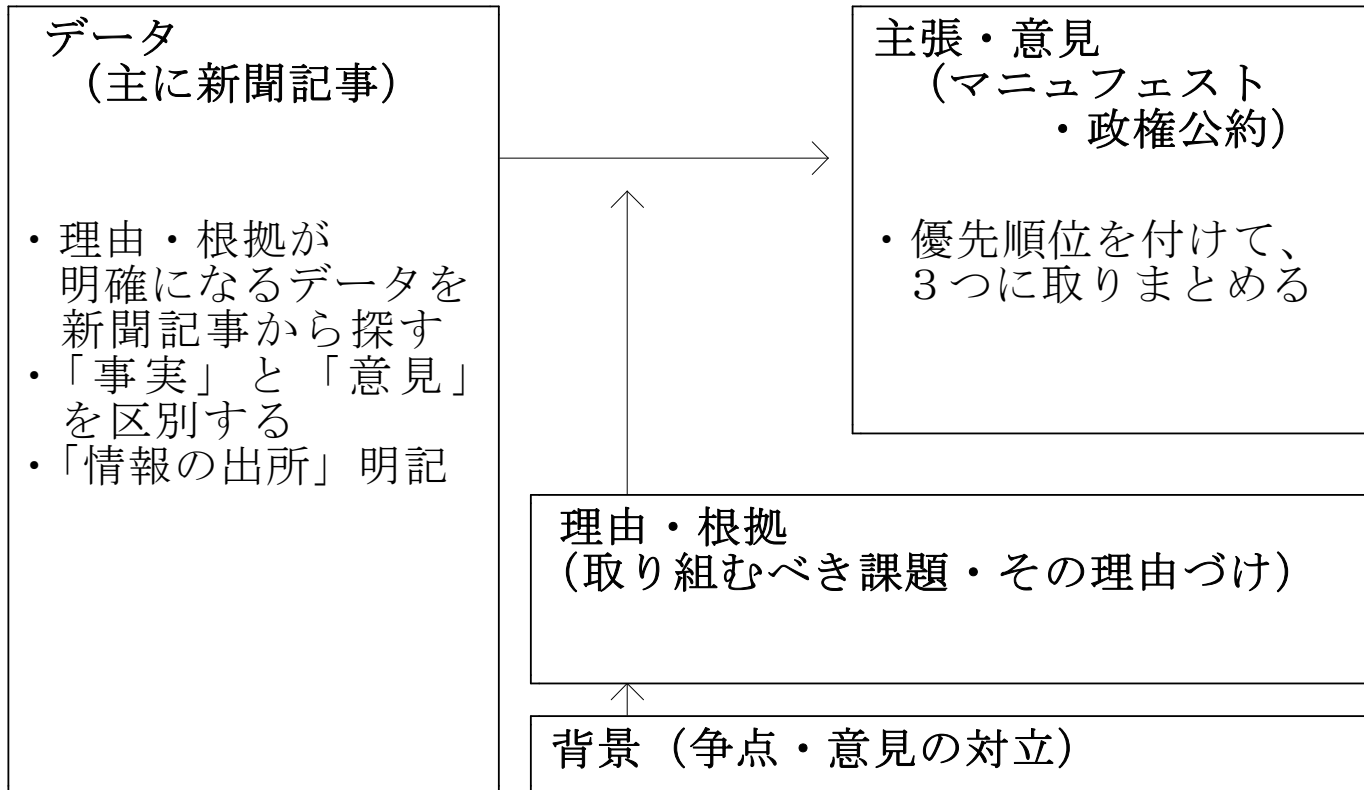 データ
(主に新聞記事)
・理由・根拠が
明確になるデータを
新聞記事から探す
・「事実」と「意見」
を区別する
・「情報の出所」明記
主張・意見
(マニュフェスト
・政権公約)
・優先順位を付けて、
３つに取りまとめる
理由・根拠
(取り組むべき課題・その理由づけ)
背景(争点・意見の対立)